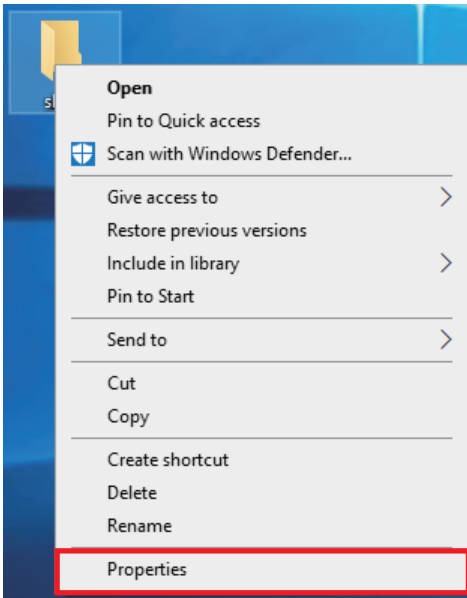 Open
Pin to Quick access
Scan with Windows Defender...
Give access to
Restore previous versions
Include in library
Pin to Start
Send to
Cut
Copy
Create shortcut
Delete
Rename
Properties